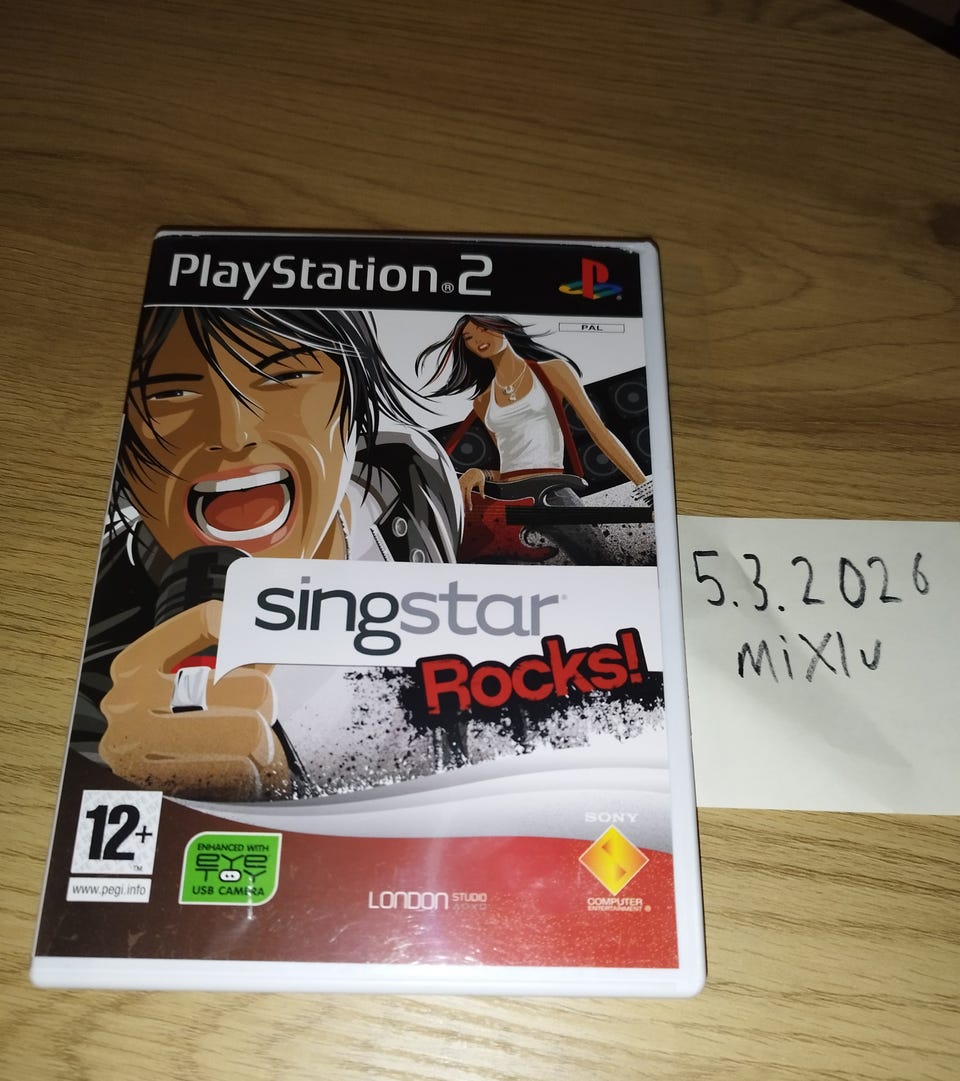 PlayStation®2
PAL
singstar®
Rocks!
5.3.2026
miXlu
12+
www.pegi.info
ENHANCED WITH
EYE
TOY
USB CAMERA
LONDON STUDIO
SONY
COMPUTER
ENTERTAINMENT®